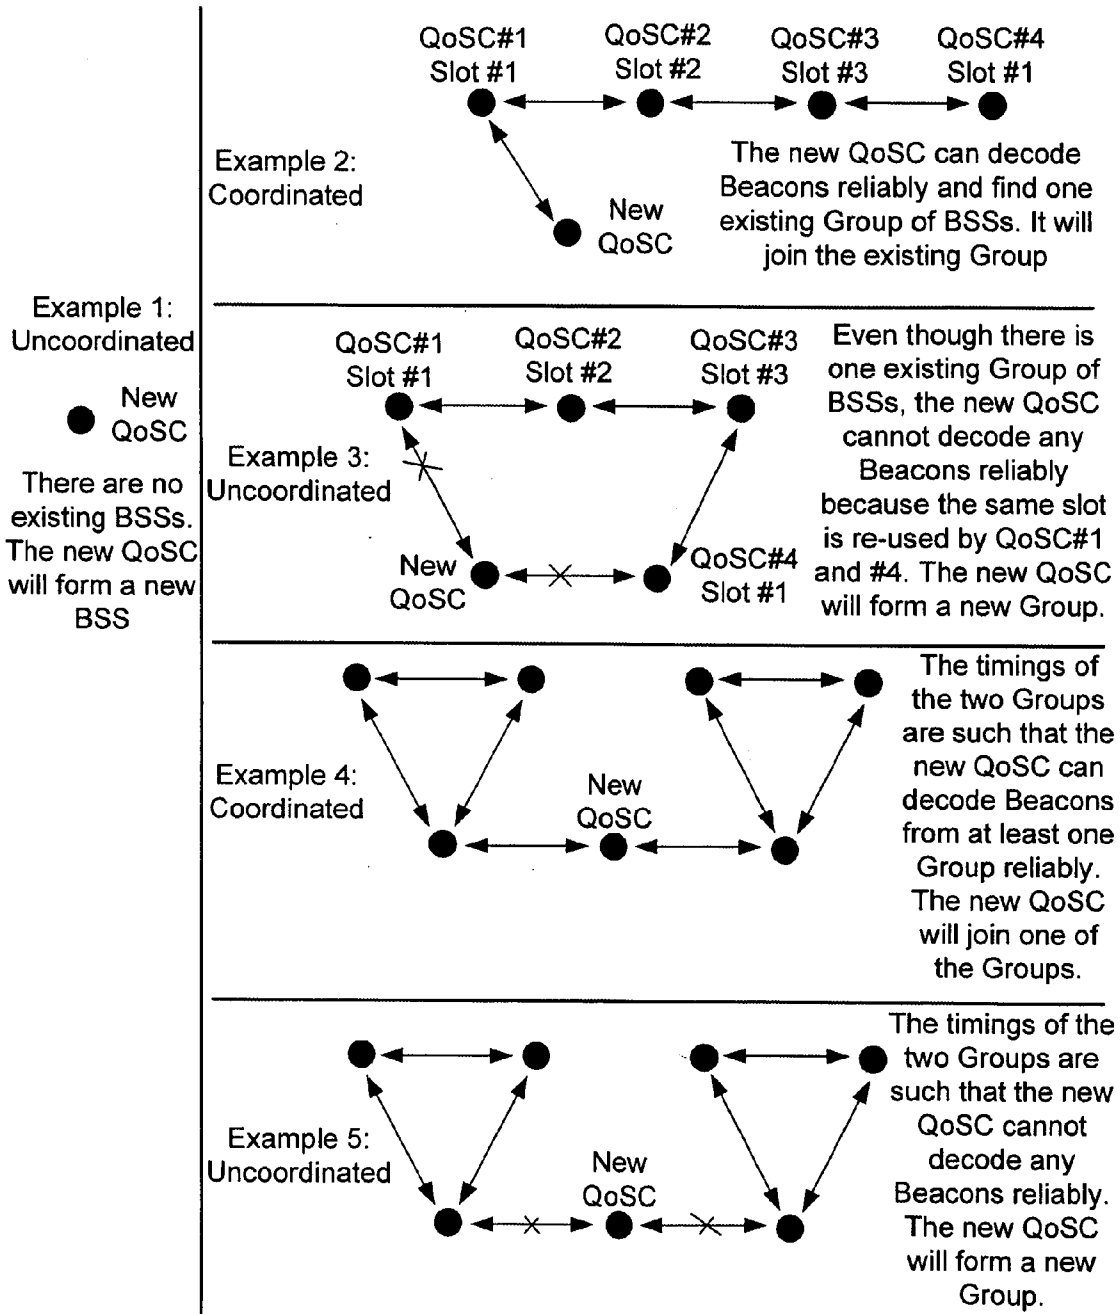 Example 1:
Uncoordinated
New
QoSC
There are no
existing BSSs.
The new QoSC
will form a new
BSS
QoSC#1
Slot #1
QoSC#2
Slot #2
QoSC#3
Slot #3
QoSC#4
Slot #1
Example 2:
Coordinated
New
QoSC
The new QoSC can decode
Beacons reliably and find one
existing Group of BSSs. It will
join the existing Group
QoSC#1
Slot #1
QoSC#2
Slot #2
QoSC#3
Slot #3
Example 3:
Uncoordinated
New
QoSC
QoSC#4
Slot #1
Even though there is
one existing Group of
BSSs, the new QoSC
cannot decode any
Beacons reliably
because the same slot
is re-used by QoSC#1
and #4. The new QoSC
will form a new Group.
Example 4:
Coordinated
New
QoSC
The timings of
the two Groups
are such that the
new QoSC can
decode Beacons
from at least one
Group reliably.
The new QoSC
will join one of
the Groups.
Example 5:
Uncoordinated
New
QoSC
The timings of the
two Groups are
such that the new
QoSC cannot
decode any
Beacons reliably.
The new QoSC
will form a new
Group.